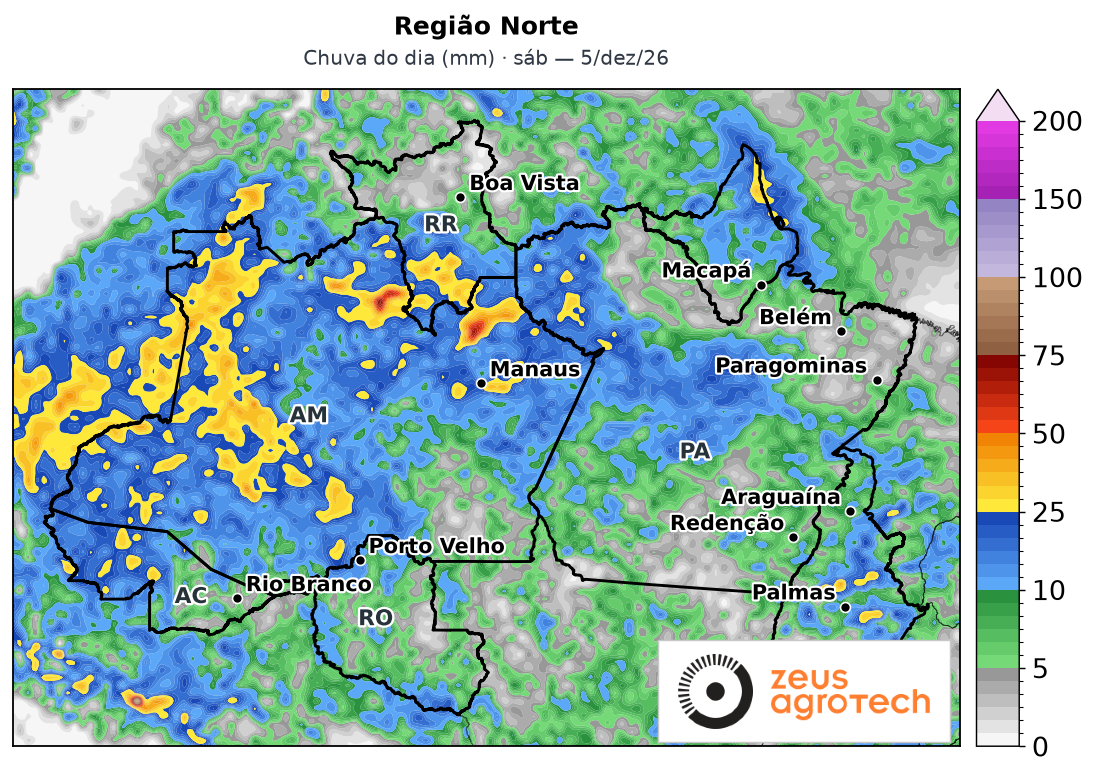 Região Norte
Chuva do dia (mm) · sáb — 5/dez/26
200
150
100
75
50
25
10
5
0
Boa Vista
RR
Macapá
Belém
Manaus
Paragominas
AM
PA
Araguaína
Redenção
Porto Velho
Rio Branco
AC
Palmas
RO
zeus
agrotech